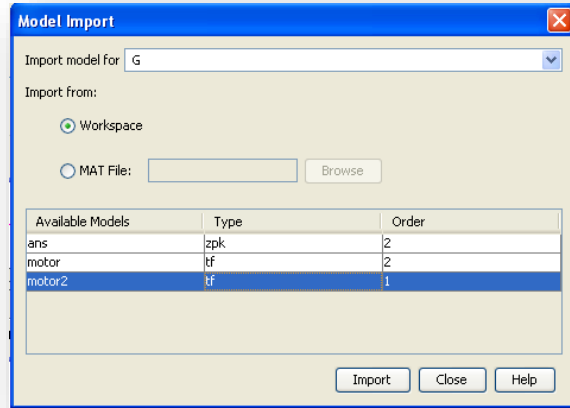 Model Import
Import model for G
Import from:
Workspace
MAT File: Browse
Available Models Type Order
ans zpk 2
motor tf 2
motor2 tf 1
Import Close Help